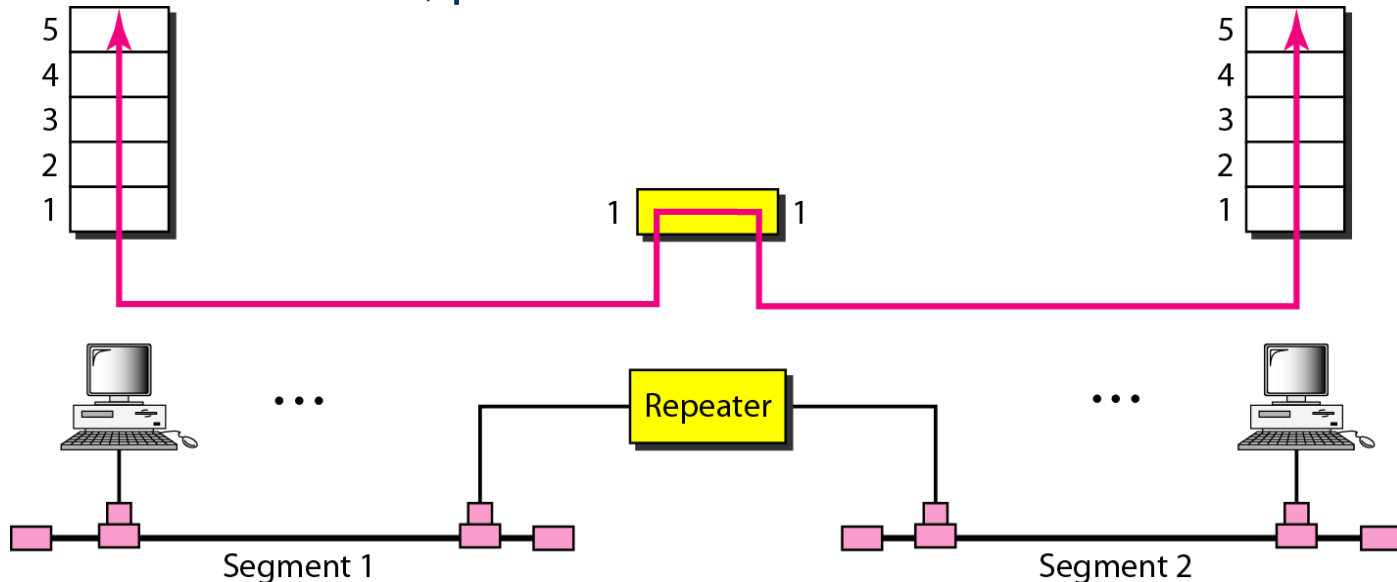 5 5
4 4
3 3
2 2
1 1 1 1
... ...
Repeater
Segment 1 Segment 2